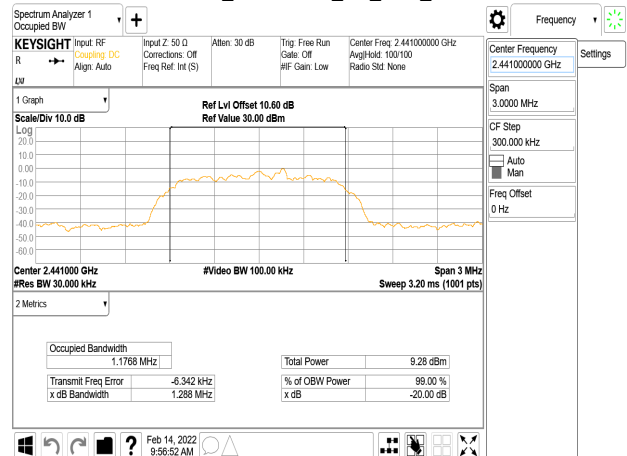 Spectrum Analyzer 1
Occupied BW
Frequency
KEYSIGHT
R
Input: RF
Coupling: DC
Align: Auto
Input Z: 50 Ω
Corrections: Off
Freq Ref: Int (S)
Atten: 30 dB
Trig: Free Run
Gate: Off
#IF Gain: Low
Center Freq: 2.441000000 GHz
Avg|Hold: 100/100
Radio Std: None
Center Frequency
2.441000000 GHz
Settings
Span
3.0000 MHz
CF Step
300.000 kHz
Auto
Man
Freq Offset
0 Hz
1 Graph
Scale/Div 10.0 dB
Ref Lvl Offset 10.60 dB
Ref Value 30.00 dBm
Log
20.0
10.0
0.00
-10.0
-20.0
-30.0
-40.0
-50.0
-60.0
Center 2.441000 GHz
#Res BW 30.000 kHz
#Video BW 100.00 kHz
Span 3 MHz
Sweep 3.20 ms (1001 pts)
2 Metrics
Occupied Bandwidth
1.1768 MHz
Total Power 9.28 dBm
Transmit Freq Error -6.342 kHz
% of OBW Power 99.00 %
x dB Bandwidth 1.288 MHz
x dB -20.00 dB
?
Feb 14, 2022
9:56:52 AM